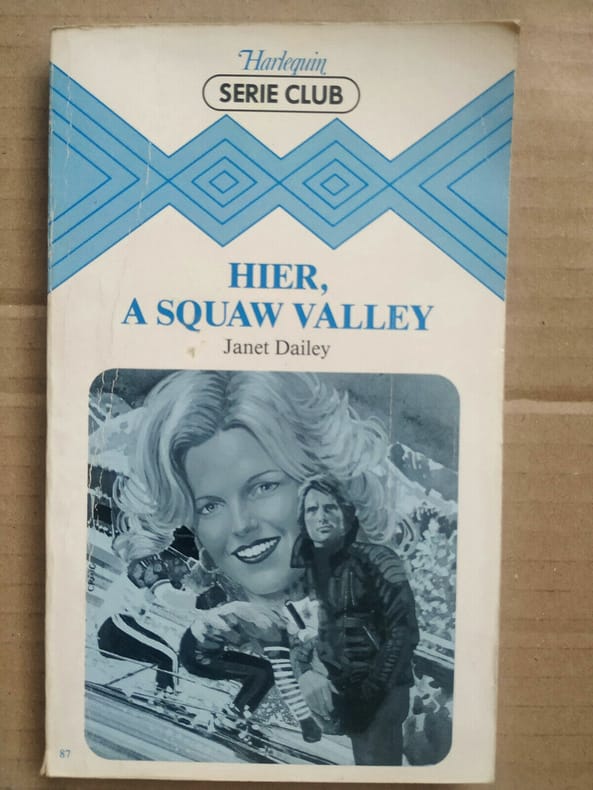 Harlequin
SERIE CLUB
HIER,
A SQUAW VALLEY
Janet Dailey
87